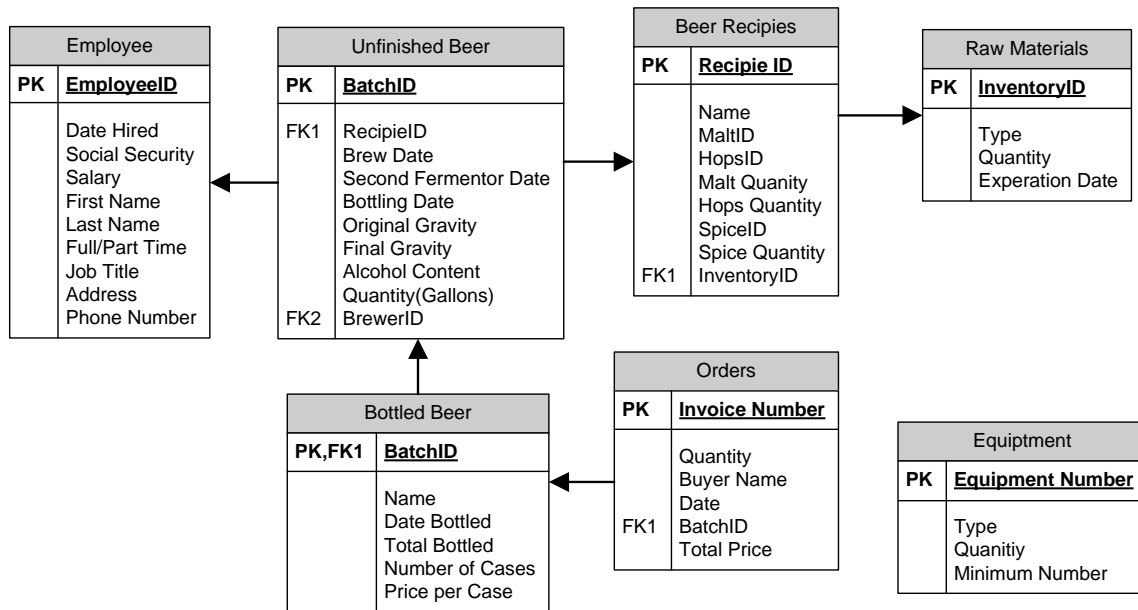 Employee
PK EmployeeID
Date Hired
Social Security
Salary
First Name
Last Name
Full/Part Time
Job Title
Address
Phone Number
Unfinished Beer
PK BatchID
FK1 RecipieID
Brew Date
Second Fermentor Date
Bottling Date
Original Gravity
Final Gravity
Alcohol Content
Quantity(Gallons)
FK2 BrewerID
Beer Recipies
PK Recipie ID
Name
MaltID
HopsID
Malt Quanity
Hops Quantity
SpiceID
Spice Quantity
FK1 InventoryID
Raw Materials
PK InventoryID
Type
Quantity
Experation Date
Bottled Beer
PK,FK1 BatchID
Name
Date Bottled
Total Bottled
Number of Cases
Price per Case
Orders
PK Invoice Number
Quantity
Buyer Name
Date
FK1 BatchID
Total Price
Equiptment
PK Equipment Number
Type
Quanitiy
Minimum Number